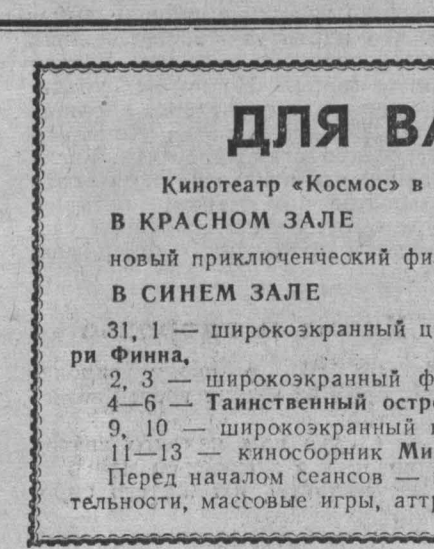 ДЛЯ ВА
Кинотеатр «Космос» в
В КРАСНОМ ЗАЛЕ
новый приключенческий фи
В СИНЕМ ЗАЛЕ
31, 1 — широкоэкранный ц
ри Финна,
2, 3 — широкоэкранный ф
4—6 — Таинственный остр
9, 10 — широкоэкранный
11—13 — киносборник Ми
Перед началом сеансов —
тельности, массовые игры, аттр